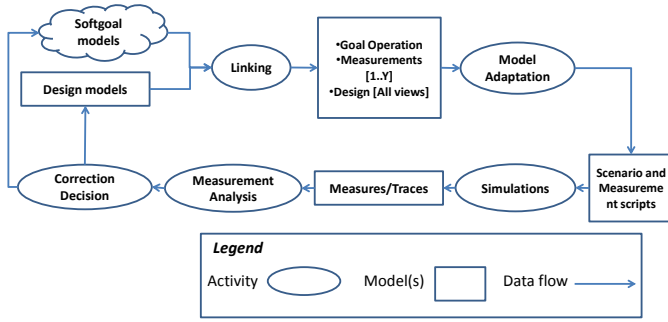 Softgoal
models
Design models
Linking
•Goal Operation
•Measurements
[1..Y]
•Design [All views]
Model
Adaptation
Correction
Decision
Measurement
Analysis
Measures/Traces
Simulations
Scenario and
Measureme
nt scripts
Legend
Activity
Model(s)
Data flow